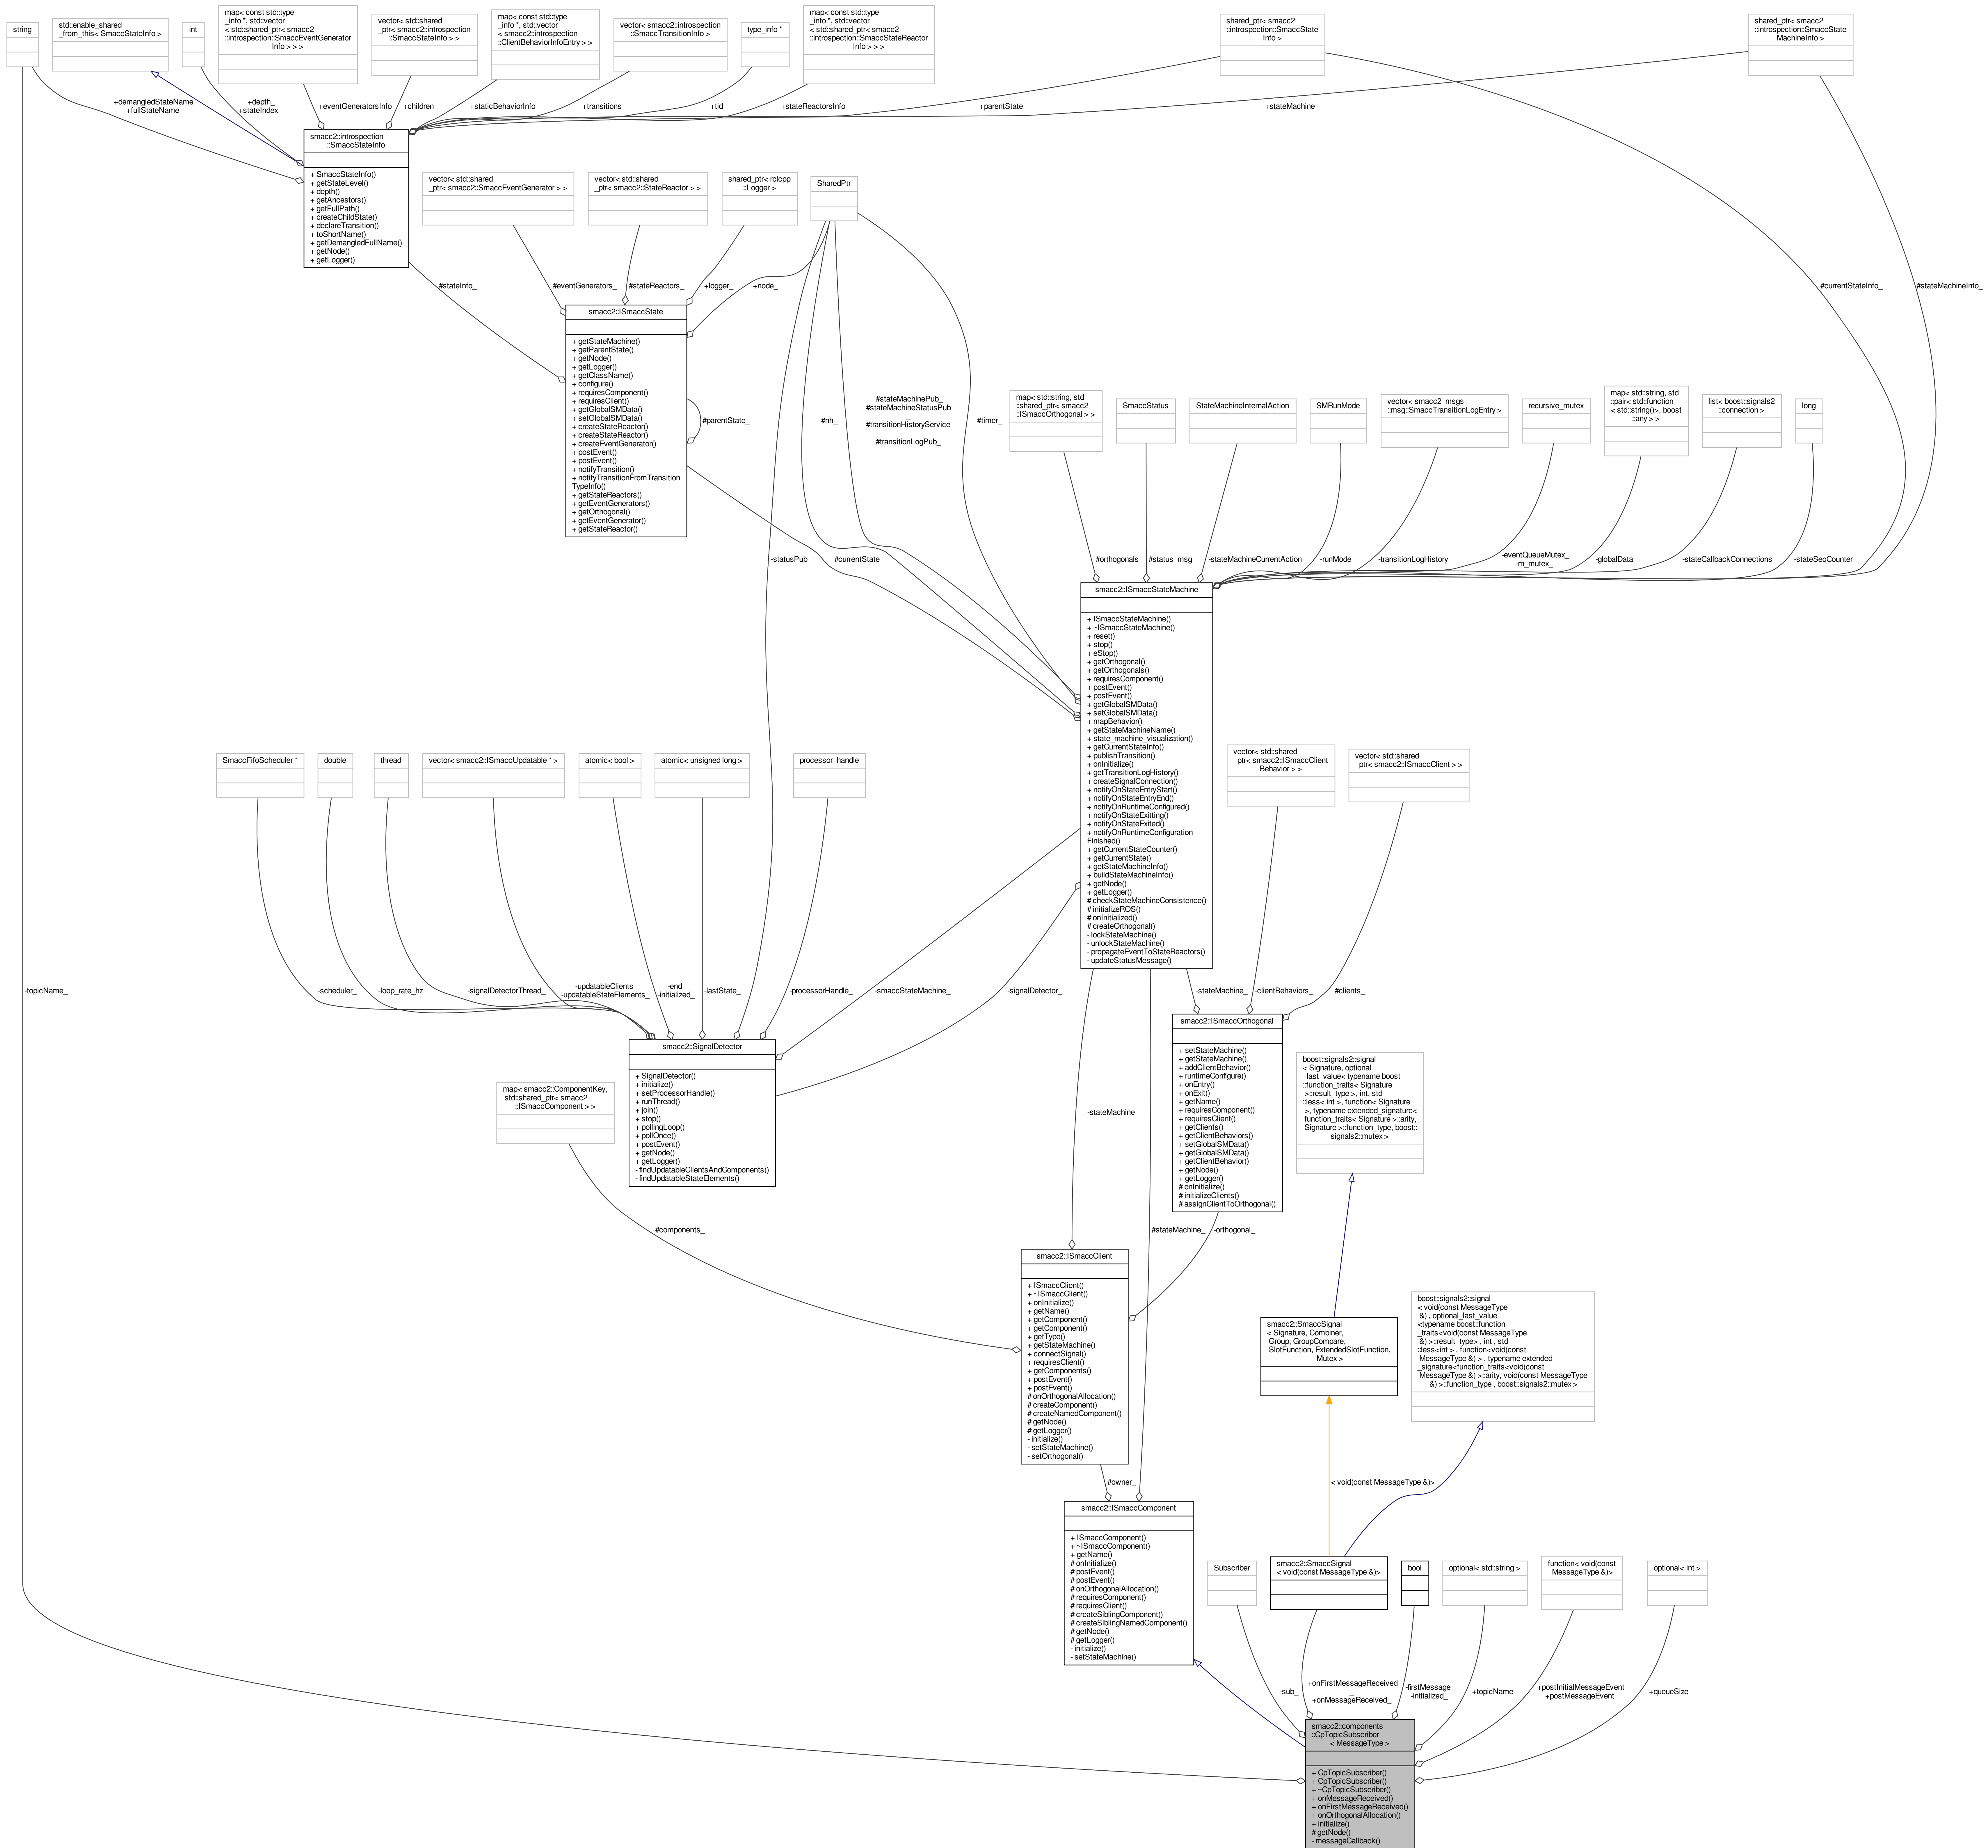 string
std::enable_shared
_from_this< SmaccStateInfo >
int
map< const std::type
_info *, std::vector
< std::shared_ptr< smacc2
::introspection::SmaccEventGenerator
Info > > >
vector< std::shared
_ptr< smacc2::introspection
::SmaccStateInfo > >
map< const std::type
_info *, std::vector
< smacc2::introspection
::ClientBehaviorInfoEntry > >
vector< smacc2::introspection
::SmaccTransitionInfo >
type_info *
map< const std::type
_info *, std::vector
< std::shared_ptr< smacc2
::introspection::SmaccStateReactor
Info > > >
shared_ptr< smacc2
::introspection::SmaccState
Info >
shared_ptr< smacc2
::introspection::SmaccState
MachineInfo >
+demangledStateName
+fullStateName
+depth_
+stateIndex_
+eventGeneratorsInfo
+children_
+staticBehaviorInfo
+transitions_
+tid_
+stateReactorsInfo
+parentState_
+stateMachine_
smacc2::introspection
::SmaccStateInfo
+ SmaccStateInfo()
+ getStateLevel()
+ depth()
+ getAncestors()
+ getFullPath()
+ createChildState()
+ declareTransition()
+ toShortName()
+ getDemangledFullName()
+ getNode()
+ getLogger()
vector< std::shared
_ptr< smacc2::SmaccEventGenerator > >
vector< std::shared
_ptr< smacc2::StateReactor > >
shared_ptr< rclcpp
::Logger >
SharedPtr
#stateInfo_
#eventGenerators_
#stateReactors_
+logger_
+node_
#currentStateInfo_
#stateMachineInfo_
smacc2::ISmaccState
+ getStateMachine()
+ getParentState()
+ getNode()
+ getLogger()
+ getClassName()
+ configure()
+ requiresComponent()
+ requiresClient()
+ getGlobalSMData()
+ setGlobalSMData()
+ createStateReactor()
+ createStateReactor()
+ createEventGenerator()
+ postEvent()
+ postEvent()
+ notifyTransition()
+ notifyTransitionFromTransition
TypeInfo()
+ getStateReactors()
+ getEventGenerators()
+ getOrthogonal()
+ getEventGenerator()
+ getStateReactor()
#parentState_
#nh_
#stateMachinePub_
#stateMachineStatusPub
_
#transitionHistoryService
_
#transitionLogPub_
#timer_
map< std::string, std
::shared_ptr< smacc2
::ISmaccOrthogonal > >
SmaccStatus
StateMachineInternalAction
SMRunMode
vector< smacc2_msgs
::msg::SmaccTransitionLogEntry >
recursive_mutex
map< std::string, std
::pair< std::function
< std::string()>, boost
::any > >
list< boost::signals2
::connection >
long
-statusPub_
#currentState_
#orthogonals_
#status_msg_
-stateMachineCurrentAction
-runMode_
-transitionLogHistory_
-eventQueueMutex_
-m_mutex_
-globalData_
-stateCallbackConnections
-stateSeqCounter_
smacc2::ISmaccStateMachine
+ ISmaccStateMachine()
+ ~ISmaccStateMachine()
+ reset()
+ stop()
+ eStop()
+ getOrthogonal()
+ getOrthogonals()
+ requiresComponent()
+ postEvent()
+ postEvent()
+ getGlobalSMData()
+ setGlobalSMData()
+ mapBehavior()
+ getStateMachineName()
+ state_machine_visualization()
+ getCurrentStateInfo()
+ publishTransition()
+ onInitialize()
+ getTransitionLogHistory()
+ createSignalConnection()
+ notifyOnStateEntryStart()
+ notifyOnStateEntryEnd()
+ notifyOnRuntimeConfigured()
+ notifyOnStateExitting()
+ notifyOnStateExited()
+ notifyOnRuntimeConfiguration
Finished()
+ getCurrentStateCounter()
+ getCurrentState()
+ getStateMachineInfo()
+ buildStateMachineInfo()
+ getNode()
+ getLogger()
# checkStateMachineConsistence()
# initializeROS()
# onInitialized()
# createOrthogonal()
- lockStateMachine()
- unlockStateMachine()
- propagateEventToStateReactors()
- updateStatusMessage()
SmaccFifoScheduler *
double
thread
vector< smacc2::ISmaccUpdatable * >
atomic< bool >
atomic< unsigned long >
processor_handle
vector< std::shared
_ptr< smacc2::ISmaccClient
Behavior > >
vector< std::shared
_ptr< smacc2::ISmaccClient > >
-topicName_
-scheduler_
-loop_rate_hz
-signalDetectorThread_
-updatableClients_
-updatableStateElements_
-end_
-initialized_
-lastState_
-processorHandle_
-smaccStateMachine_
-signalDetector_
-stateMachine_
-clientBehaviors_
#clients_
smacc2::SignalDetector
+ SignalDetector()
+ initialize()
+ setProcessorHandle()
+ runThread()
+ join()
+ stop()
+ pollingLoop()
+ pollOnce()
+ postEvent()
+ getNode()
+ getLogger()
- findUpdatableClientsAndComponents()
- findUpdatableStateElements()
map< smacc2::ComponentKey,
std::shared_ptr< smacc2
::ISmaccComponent > >
smacc2::ISmaccOrthogonal
+ setStateMachine()
+ getStateMachine()
+ addClientBehavior()
+ runtimeConfigure()
+ onEntry()
+ onExit()
+ getName()
+ requiresComponent()
+ requiresClient()
+ getClients()
+ getClientBehaviors()
+ setGlobalSMData()
+ getGlobalSMData()
+ getClientBehavior()
+ getNode()
+ getLogger()
# onInitialize()
# initializeClients()
# assignClientToOrthogonal()
boost::signals2::signal
< Signature, optional
_last_value< typename boost
::function_traits< Signature
>::result_type >, int, std
::less< int >, function< Signature
>, typename extended_signature<
function_traits< Signature >::arity,
Signature >::function_type, boost::
signals2::mutex >
-stateMachine_
#components_
#stateMachine_
-orthogonal_
smacc2::ISmaccClient
+ ISmaccClient()
+ ~ISmaccClient()
+ onInitialize()
+ getName()
+ getComponent()
+ getComponent()
+ getType()
+ getStateMachine()
+ connectSignal()
+ requiresClient()
+ getComponents()
+ postEvent()
+ postEvent()
# onOrthogonalAllocation()
# createComponent()
# createNamedComponent()
# getNode()
# getLogger()
- initialize()
- setStateMachine()
- setOrthogonal()
smacc2::SmaccSignal
< Signature, Combiner,
Group, GroupCompare,
SlotFunction, ExtendedSlotFunction,
Mutex >
boost::signals2::signal
< void(const MessageType
&) , optional_last_value
<typename boost::function
_traits<void(const MessageType
&) >::result_type> , int , std
::less<int > , function<void(const
MessageType &) > , typename extended
_signature<function_traits<void(const
MessageType &) >::arity, void(const MessageType
&) >::function_type , boost::signals2::mutex >
#owner_
< void(const MessageType &)>
smacc2::ISmaccComponent
+ ISmaccComponent()
+ ~ISmaccComponent()
+ getName()
# onInitialize()
# postEvent()
# postEvent()
# onOrthogonalAllocation()
# requiresComponent()
# requiresClient()
# createSiblingComponent()
# createSiblingNamedComponent()
# getNode()
# getLogger()
- initialize()
- setStateMachine()
Subscriber
smacc2::SmaccSignal
< void(const MessageType &)>
bool
optional< std::string >
function< void(const
MessageType &)>
optional< int >
-sub_
+onFirstMessageReceived
_
+onMessageReceived_
-firstMessage_
-initialized_
+topicName
+postInitialMessageEvent
+postMessageEvent
+queueSize
smacc2::components
::CpTopicSubscriber
< MessageType >
+ CpTopicSubscriber()
+ CpTopicSubscriber()
+ ~CpTopicSubscriber()
+ onMessageReceived()
+ onFirstMessageReceived()
+ onOrthogonalAllocation()
+ initialize()
# getNode()
- messageCallback()